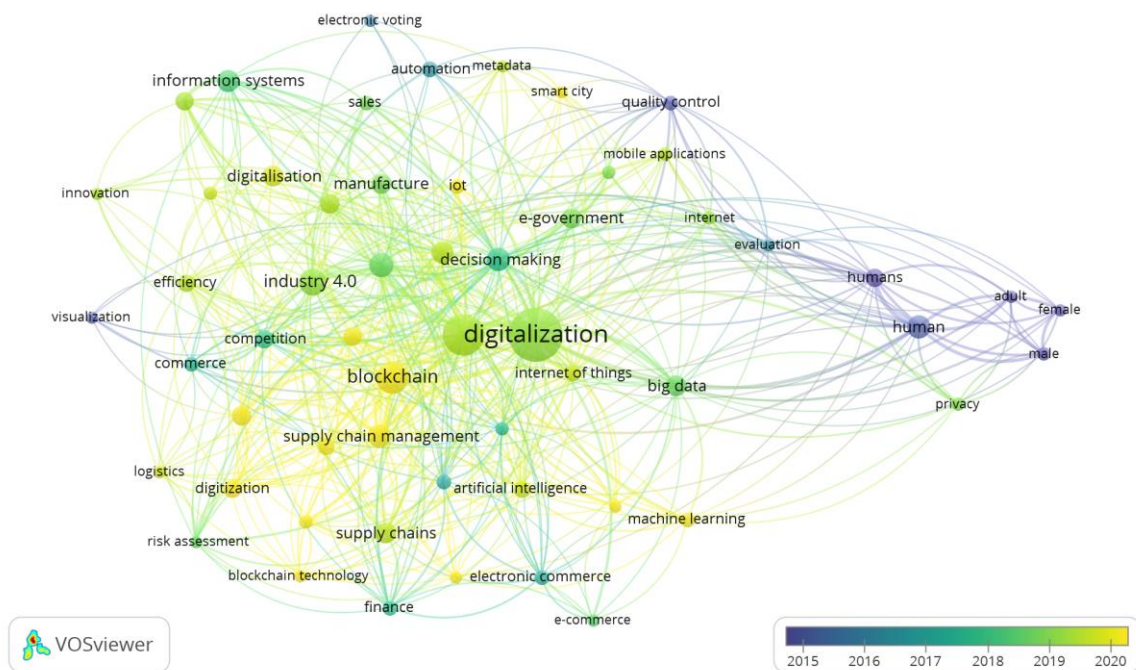 electronic voting
automation
metadata
information systems
smart city
sales
quality control
mobile applications
digitalisation
manufacture
iot
innovation
e-government
internet
evaluation
decision making
efficiency
industry 4.0
humans
adult
female
visualization
competition
digitalization
human
male
commerce
blockchain
internet of things
big data
privacy
supply chain management
logistics
digitization
artificial intelligence
machine learning
risk assessment
supply chains
blockchain technology
electronic commerce
finance
e-commerce
VOSviewer
2015 2016 2017 2018 2019 2020